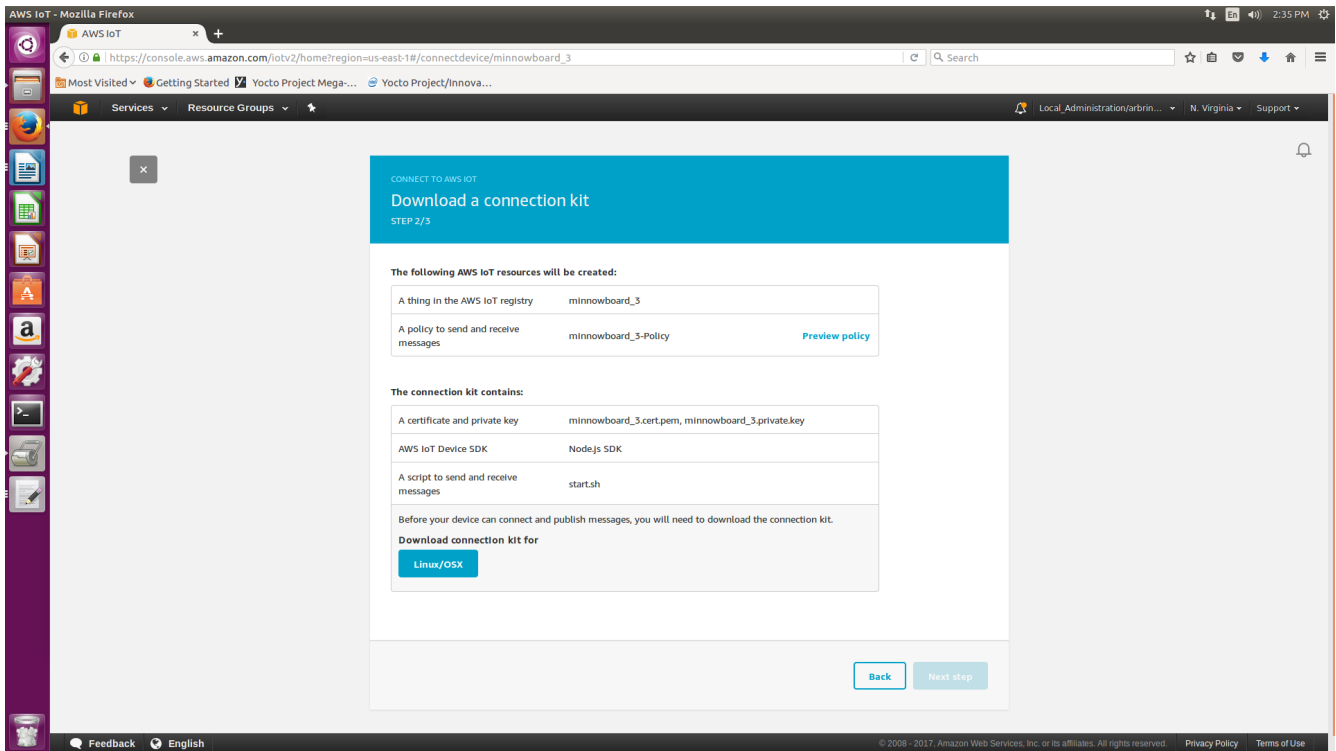 AWS IoT - Mozilla Firefox
En
2:35 PM
AWS IoT
https://console.aws.amazon.com/iotv2/home?region=us-east-1#/connectdevice/minnowboard_3
Search
Most Visited
Getting Started
Yocto Project Mega-...
Yocto Project/Innova...
Services
Resource Groups
Local_Administration/arbrin...
N. Virginia
Support
CONNECT TO AWS IOT
Download a connection kit
STEP 2/3
The following AWS IoT resources will be created:
A thing in the AWS IoT registry
minnowboard_3
A policy to send and receive
messages
minnowboard_3-Policy
Preview policy
The connection kit contains:
A certificate and private key
minnowboard_3.cert.pem, minnowboard_3.private.key
AWS IoT Device SDK
Node.js SDK
A script to send and receive
messages
start.sh
Before your device can connect and publish messages, you will need to download the connection kit.
Download connection kit for
Linux/OSX
Back
Next step
Feedback
English
© 2008 - 2017, Amazon Web Services, Inc. or its affiliates. All rights reserved.
Privacy Policy
Terms of Use